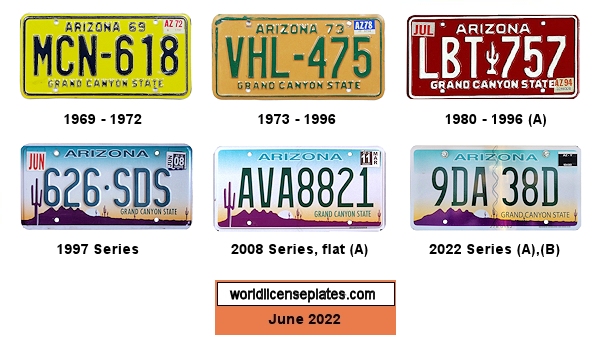 ARIZONA 69
AZ 72
MCN-618
GRAND CANYON STATE
1969 - 1972
ARIZONA 73
AZ78
VHL-475
GRAND CANYON STATE
1973 - 1996
JUL
ARIZONA
LBT 757
GRAND CANYON STATE
AZ 94
1980 - 1996 (A)
JUN
ARIZONA
08
626·SDS
GRAND CANYON STATE
1997 Series
ARIZONA
11
MAR
AVA8821
GRAND CANYON STATE
2008 Series, flat (A)
ARIZONA
9DA 38D
GRAND CANYON STATE
2022 Series (A),(B)
worldlicenseplates.com
June 2022